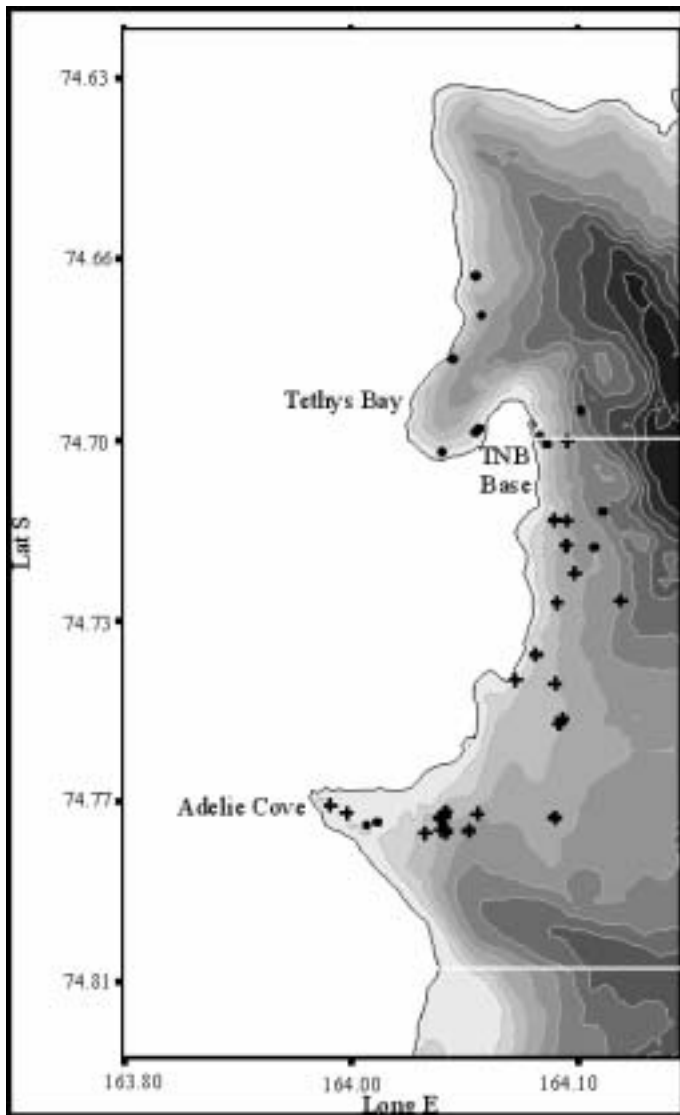 74.63
74.66
Tethys Bay
74.70
TNB
Base
Lat S
74.73
Adelie Cove
74.77
74.81
163.80
164.00
164.10
Long E